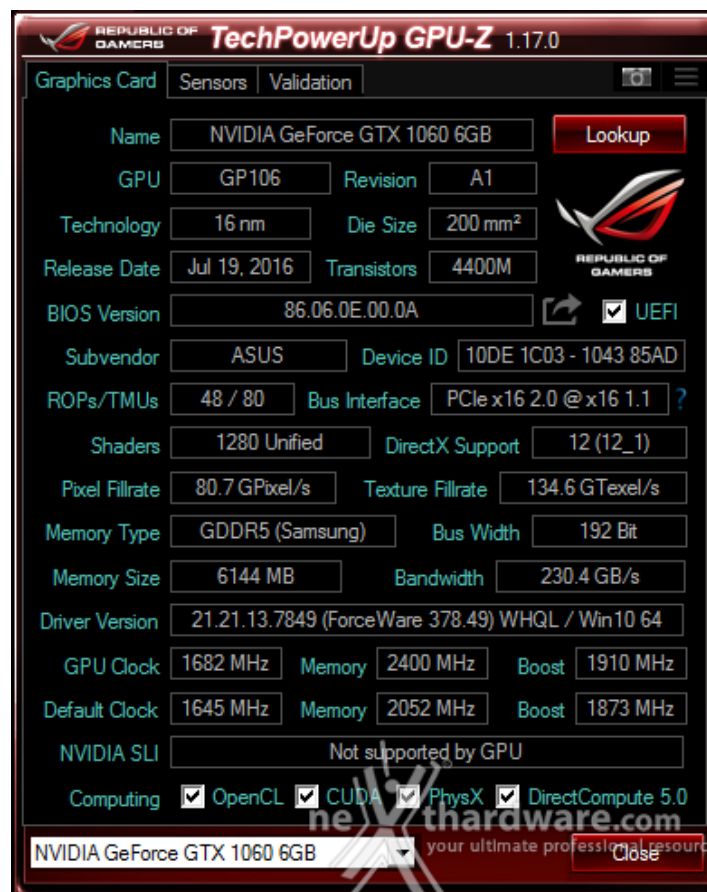 REPUBLIC OF GAMERS TechPowerUp GPU-Z 1.17.0
Graphics Card Sensors Validation
Name NVIDIA GeForce GTX 1060 6GB Lookup
GPU GP106 Revision A1
Technology 16 nm Die Size 200 mm²
Release Date Jul 19, 2016 Transistors 4400M
REPUBLIC OF GAMERS
BIOS Version 86.06.0E.00.0A UEFI
Subvendor ASUS Device ID 10DE 1C03 - 1043 85AD
ROPs/TMUs 48 / 80 Bus Interface PCIe x16 2.0 @ x16 1.1 ?
Shaders 1280 Unified DirectX Support 12 (12_1)
Pixel Fillrate 80.7 GPixel/s Texture Fillrate 134.6 GTexel/s
Memory Type GDDR5 (Samsung) Bus Width 192 Bit
Memory Size 6144 MB Bandwidth 230.4 GB/s
Driver Version 21.21.13.7849 (ForceWare 378.49) WHQL / Win10 64
GPU Clock 1682 MHz Memory 2400 MHz Boost 1910 MHz
Default Clock 1645 MHz Memory 2052 MHz Boost 1873 MHz
NVIDIA SLI Not supported by GPU
Computing OpenCL CUDA PhysX DirectCompute 5.0
thardware.com
your ultimate professional resourc
NVIDIA GeForce GTX 1060 6GB Close